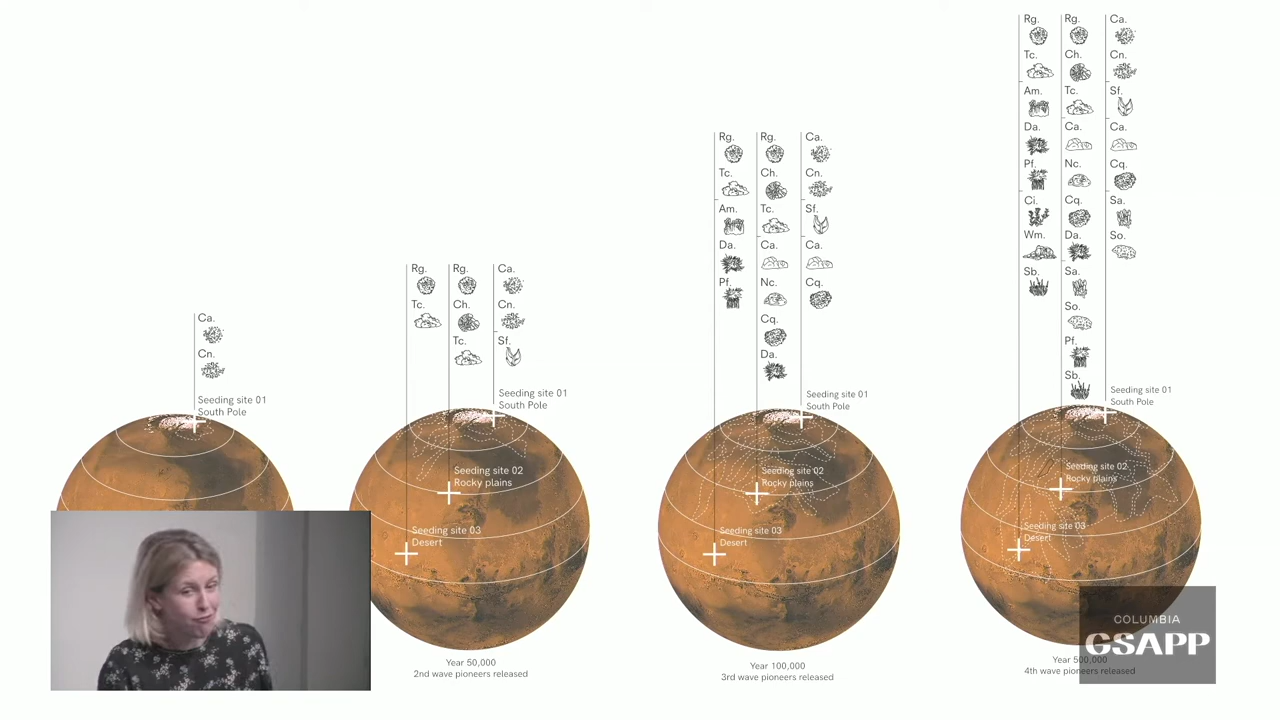 Ca.
Cn.
Seeding site 01
South Pole
Rg.
Tc.
Rg.
Ch.
Tc.
Ca.
Cn.
Sf.
Seeding site 01
South Pole
Seeding site 02
Rocky plains
Seeding site 03
Desert
Year 50,000
2nd wave pioneers released
Rg.
Tc.
Am.
Da.
Pf.
Rg.
Ch.
Tc.
Ca.
Nc.
Cq.
Da.
Ca.
Cn.
Sf.
Ca.
Cq.
Seeding site 01
South Pole
Seeding site 02
Rocky plains
Seeding site 03
Desert
Year 100,000
3rd wave pioneers released
Rg.
Tc.
Am.
Da.
Pf.
Ci.
Wm.
Sb.
Rg.
Ch.
Tc.
Ca.
Nc.
Cq.
Da.
Sa.
So.
Pf.
Sb.
Ca.
Cn.
Sf.
Ca.
Cq.
Sa.
So.
Seeding site 01
South Pole
Seeding site 02
Rocky plains
Seeding site 03
Desert
Year 500,000
4th wave pioneers released
COLUMBIA
GSAPP